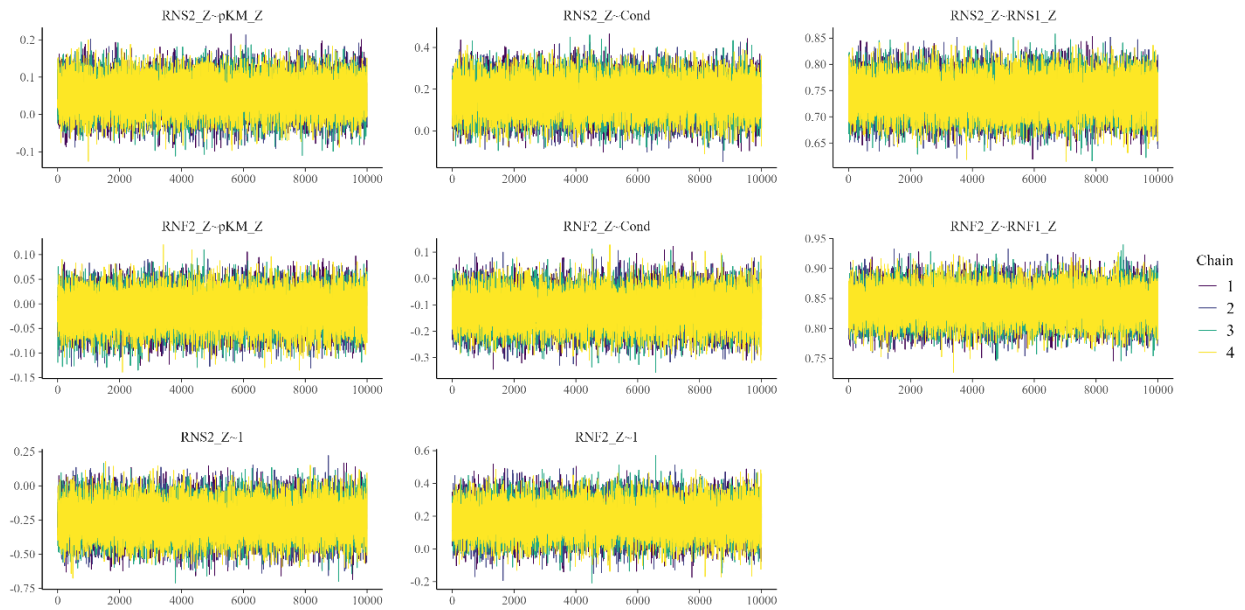 RNS2_Z~pKM_Z
0.2
0.1
0.0
-0.1
0 2000 4000 6000 8000 10000
RNS2_Z~Cond
0.4
0.2
0.0
0 2000 4000 6000 8000 10000
RNS2_Z~RNS1_Z
0.85
0.80
0.75
0.70
0.65
0 2000 4000 6000 8000 10000
RNF2_Z~pKM_Z
0.10
0.05
0.00
-0.05
-0.10
-0.15
0 2000 4000 6000 8000 10000
RNF2_Z~Cond
0.1
0.0
-0.1
-0.2
-0.3
0 2000 4000 6000 8000 10000
RNF2_Z~RNF1_Z
0.95
0.90
0.85
0.80
0.75
0 2000 4000 6000 8000 10000
Chain
1
2
3
4
RNS2_Z~1
0.25
0.00
-0.25
-0.50
-0.75
0 2000 4000 6000 8000 10000
RNF2_Z~1
0.6
0.4
0.2
0.0
-0.2
0 2000 4000 6000 8000 10000